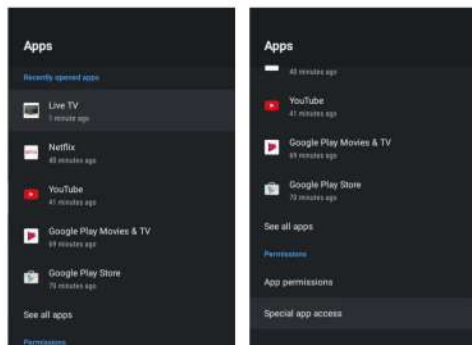 Apps
Recently opened apps
Live TV
1 minute ago
Netflix
40 minutes ago
YouTube
41 minutes ago
Google Play Movies & TV
69 minutes ago
Google Play Store
70 minutes ago
See all apps
Permissions
Apps
40 minutes ago
YouTube
41 minutes ago
Google Play Movies & TV
69 minutes ago
Google Play Store
70 minutes ago
See all apps
Permissions
App permissions
Special app access